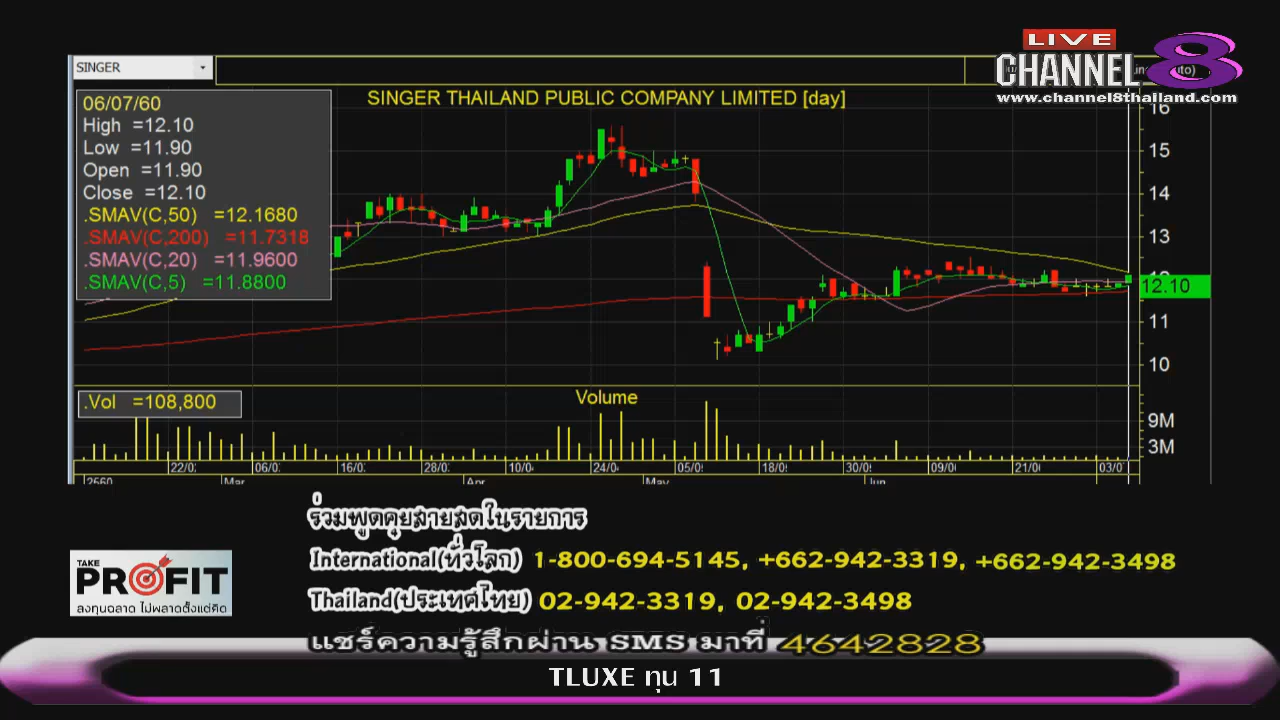 LIVE
CHANNEL 8
www.channel8thailand.com
SINGER
SINGER THAILAND PUBLIC COMPANY LIMITED [day]
06/07/60
High =12.10
Low =11.90
Open =11.90
Close =12.10
.SMAV(C,50) =12.1680
.SMAV(C,200) =11.7318
.SMAV(C,20) =11.9600
.SMAV(C,5) =11.8800
16
15
14
13
12
12.10
11
10
.Vol =108,800
Volume
9M
3M
22/0 06/0 16/0 28/0 10/0 24/0 05/0 18/0 30/0 09/0 21/0 03/0
2560 Mar Apr May Jun
ร่วมพูดคุยสายสดในรายการ
International(ทั่วโลก) 1-800-694-5145, +662-942-3319, +662-942-3498
Thailand(ประเทศไทย) 02-942-3319, 02-942-3498
แชร์ความรู้สึกผ่าน SMS มาที่ 4642828
TAKE
PROFIT
ลงทุนฉลาด ไม่พลาดตั้งแต่คิด
TLUXE ทุน 11